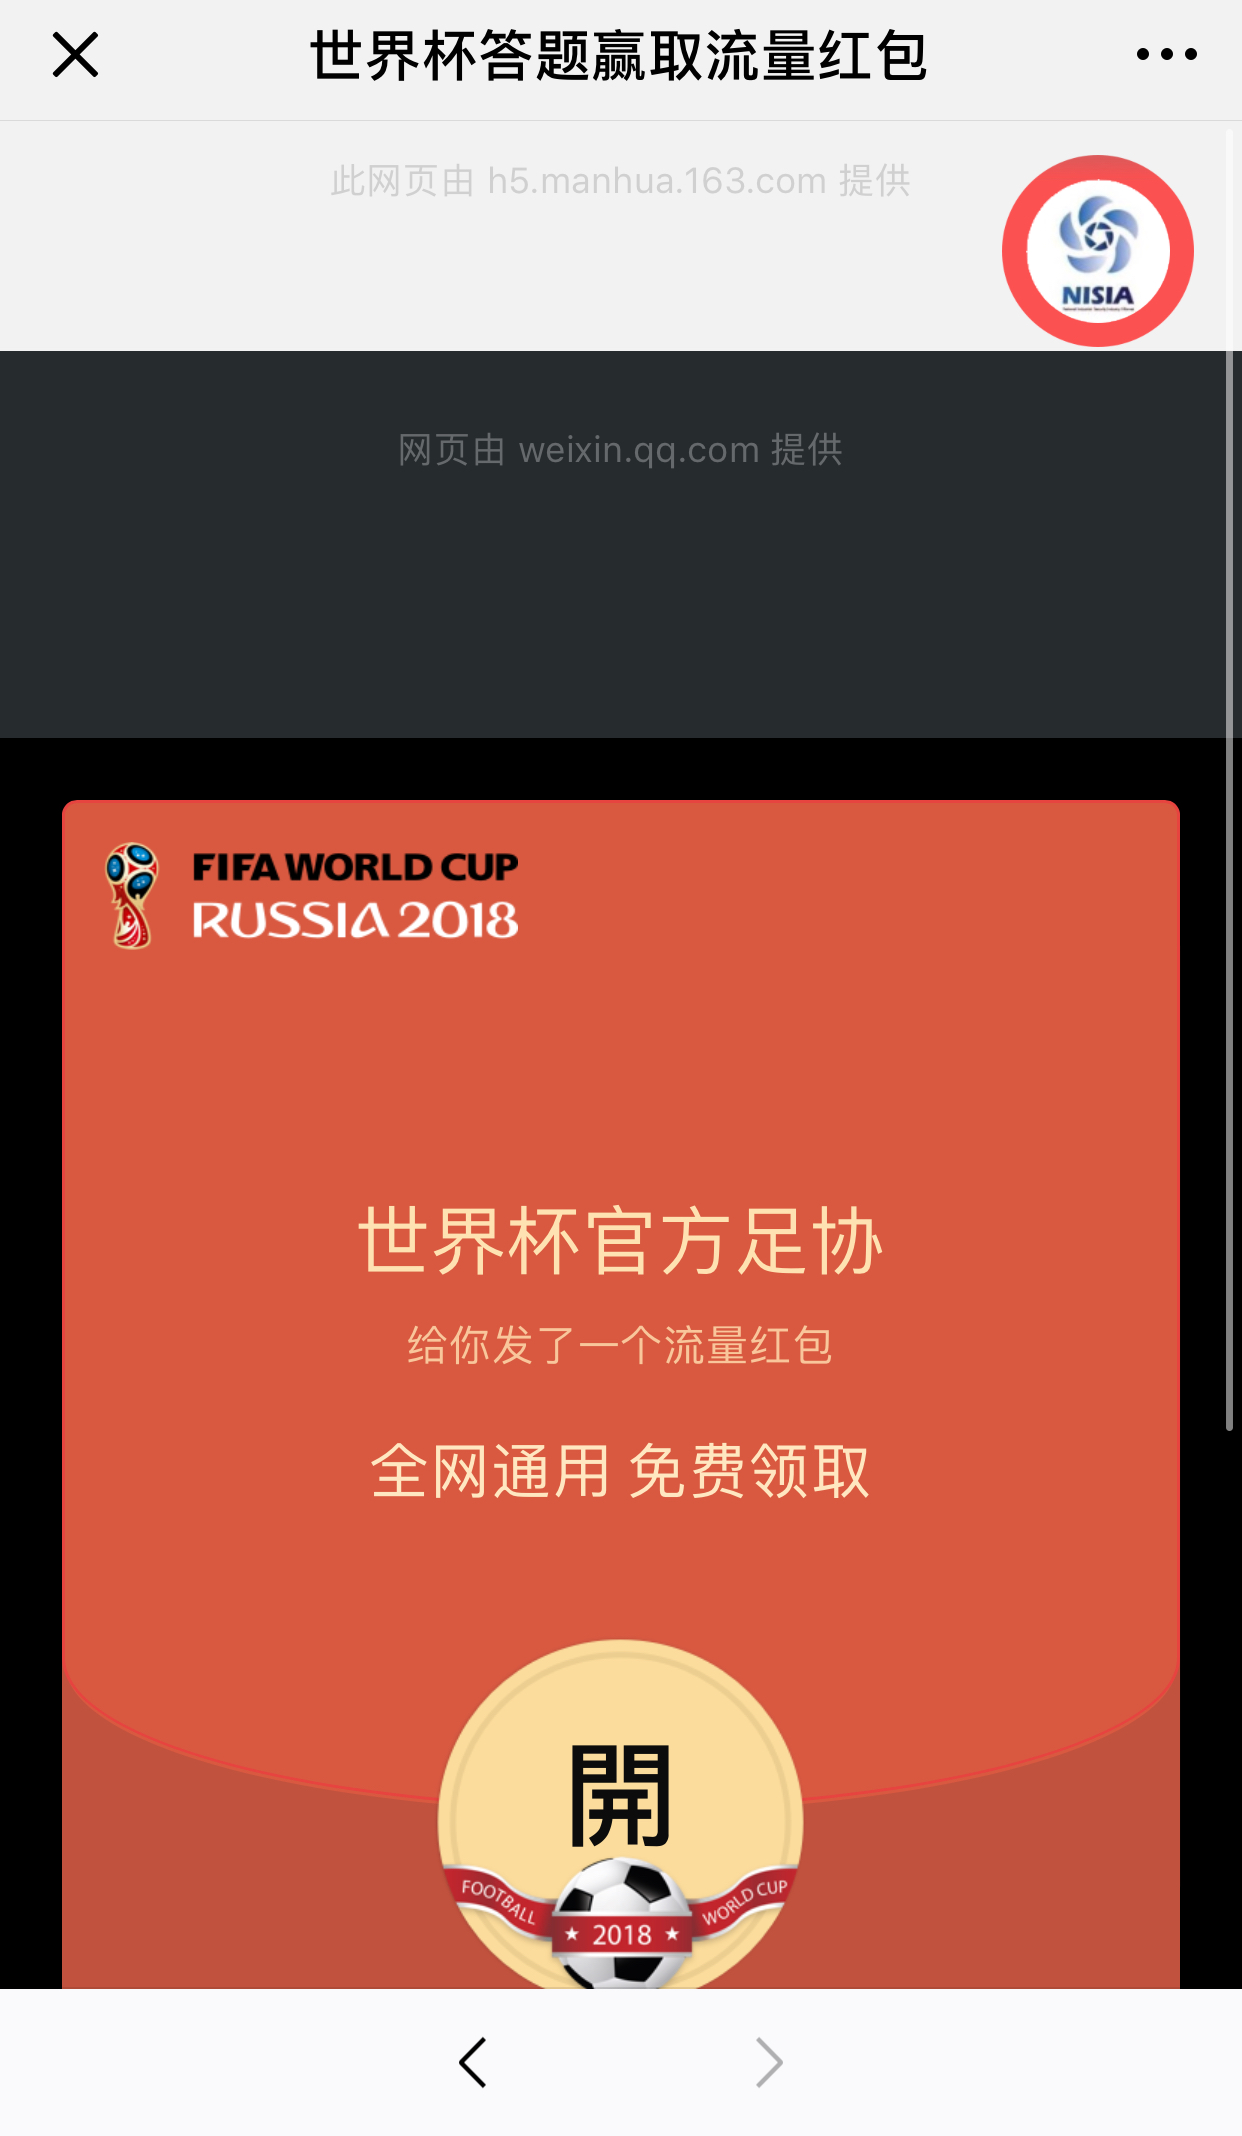 世界杯答题赢取流量红包
此网页由 h5.manhua.163.com 提供
NISIA
网页由 weixin.qq.com 提供
FIFA WORLD CUP
RUSSIA 2018
世界杯官方足协
给你发了一个流量红包
全网通用 免费领取
開
FOOTBALL
WORLD CUP
2018